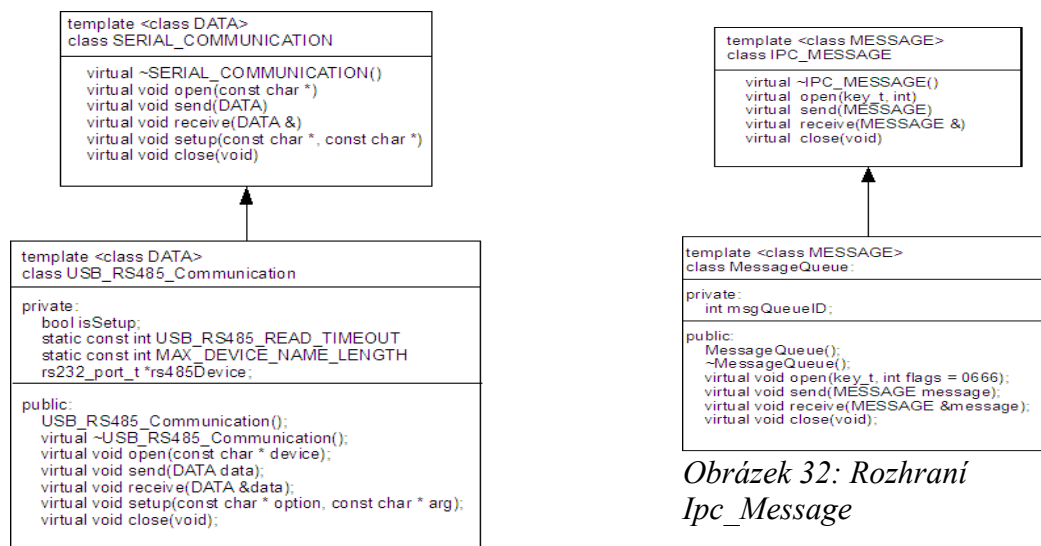 template <class DATA>
class SERIAL_COMMUNICATION
virtual ~SERIAL_COMMUNICATION()
virtual void open(const char *)
virtual void send(DATA)
virtual void receive(DATA &)
virtual void setup(const char *, const char *)
virtual void close(void)
template <class DATA>
class USB_RS485_Communication
private:
bool isSetup;
static const int USB_RS485_READ_TIMEOUT
static const int MAX_DEVICE_NAME_LENGTH
rs232_port_t *rs485Device;
public:
USB_RS485_Communication();
virtual ~USB_RS485_Communication();
virtual void open(const char * device);
virtual void send(DATA data);
virtual void receive(DATA &data);
virtual void setup(const char * option, const char * arg);
virtual void close(void);
template <class MESSAGE>
class IPC_MESSAGE
virtual ~IPC_MESSAGE()
virtual open(key_t, int)
virtual send(MESSAGE)
virtual receive(MESSAGE &)
virtual close(void)
template <class MESSAGE>
class MessageQueue:
private:
int msgQueueID;
public:
MessageQueue();
~MessageQueue();
virtual void open(key_t, int flags = 0666);
virtual void send(MESSAGE message);
virtual void receive(MESSAGE &message);
virtual void close(void);
Obrázek 32: Rozhraní
Ipc_Message